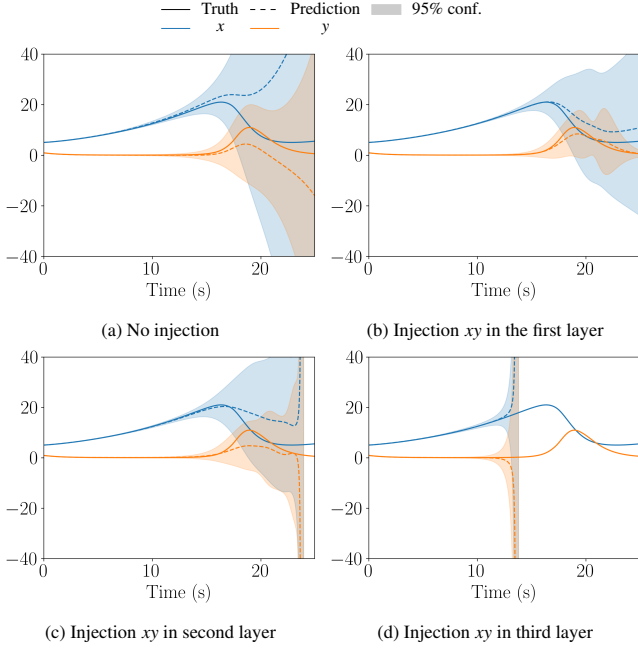 Truth Prediction 95% conf.
x y
40
20
0
−20
−40
0 10 20
Time (s)
(a) No injection
40
20
0
−20
−40
0 10 20
Time (s)
(b) Injection xy in the first layer
40
20
0
−20
−40
0 10 20
Time (s)
(c) Injection xy in second layer
40
20
0
−20
−40
0 10 20
Time (s)
(d) Injection xy in third layer